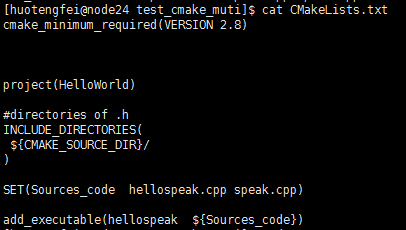 [huotengfei@node24 test_cmake_muti]$ cat CMakeLists.txt
cmake_minimum_required(VERSION 2.8)
project(HelloWorld)
#directories of .h
INCLUDE_DIRECTORIES(
${CMAKE_SOURCE_DIR}/
)
SET(Sources_code  hellospeak.cpp speak.cpp)
add_executable(hellospeak  ${Sources_code})